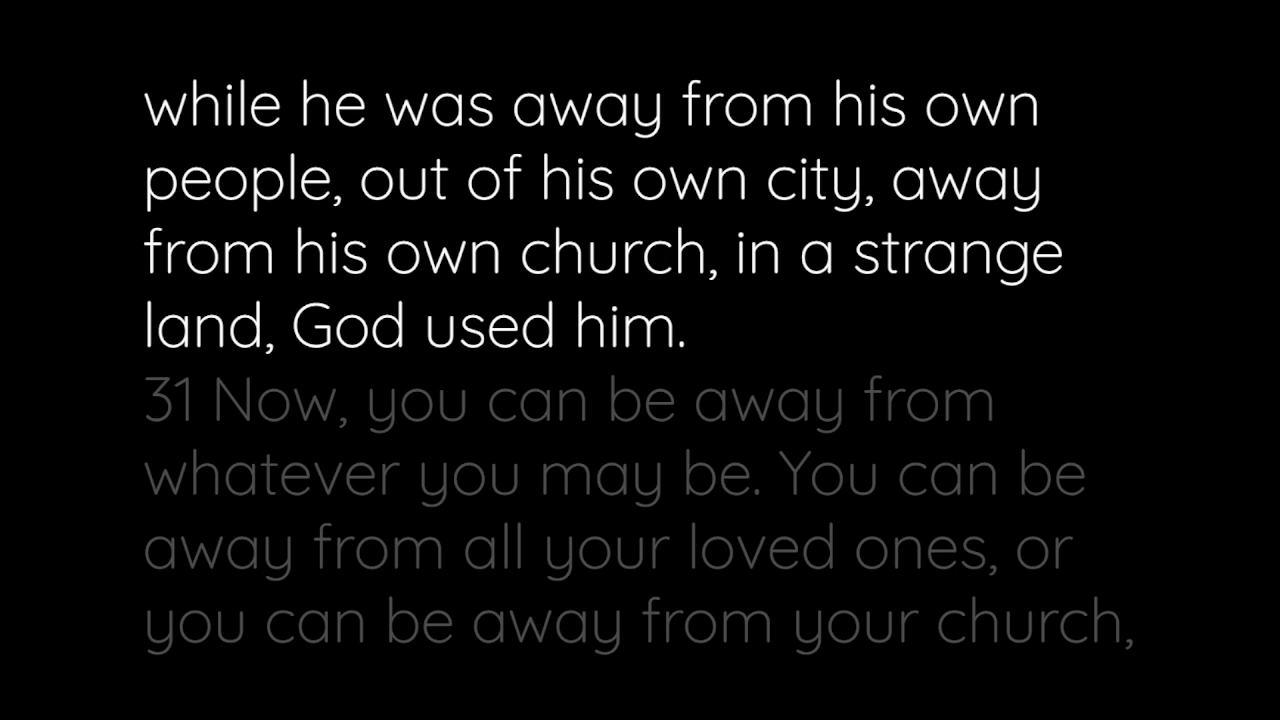 while he was away from his own
people, out of his own city, away
from his own church, in a strange
land, God used him.
31 Now, you can be away from
whatever you may be. You can be
away from all your loved ones, or
you can be away from your church,